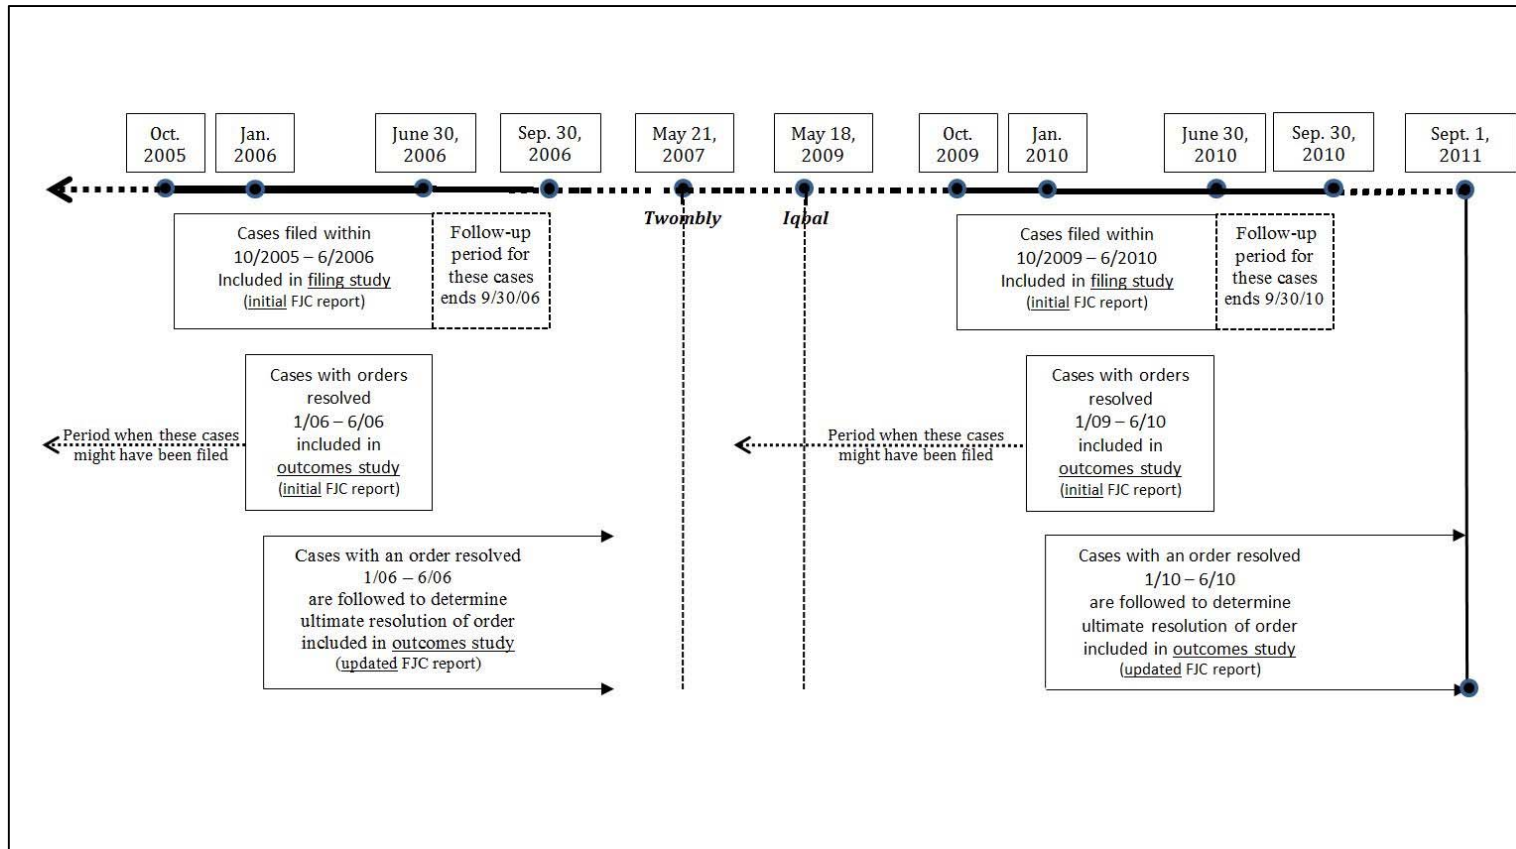 Oct.
2005
Jan.
2006
June 30,
2006
Sep. 30,
2006
May 21,
2007
May 18,
2009
Oct.
2009
Jan.
2010
June 30,
2010
Sep. 30,
2010
Sept. 1,
2011
Twombly
Iqbal
Cases filed within
10/2005 – 6/2006
Included in filing study
(initial FJC report)
Follow-up
period for
these cases
ends 9/30/06
Cases filed within
10/2009 – 6/2010
Included in filing study
(initial FJC report)
Follow-up
period for
these cases
ends 9/30/10
Period when these cases
might have been filed
Cases with orders
resolved
1/06 – 6/06
included in
outcomes study
(initial FJC report)
Period when these cases
might have been filed
Cases with orders
resolved
1/09 – 6/10
included in
outcomes study
(initial FJC report)
Cases with an order resolved
1/06 – 6/06
are followed to determine
ultimate resolution of order
included in outcomes study
(updated FJC report)
Cases with an order resolved
1/10 – 6/10
are followed to determine
ultimate resolution of order
included in outcomes study
(updated FJC report)